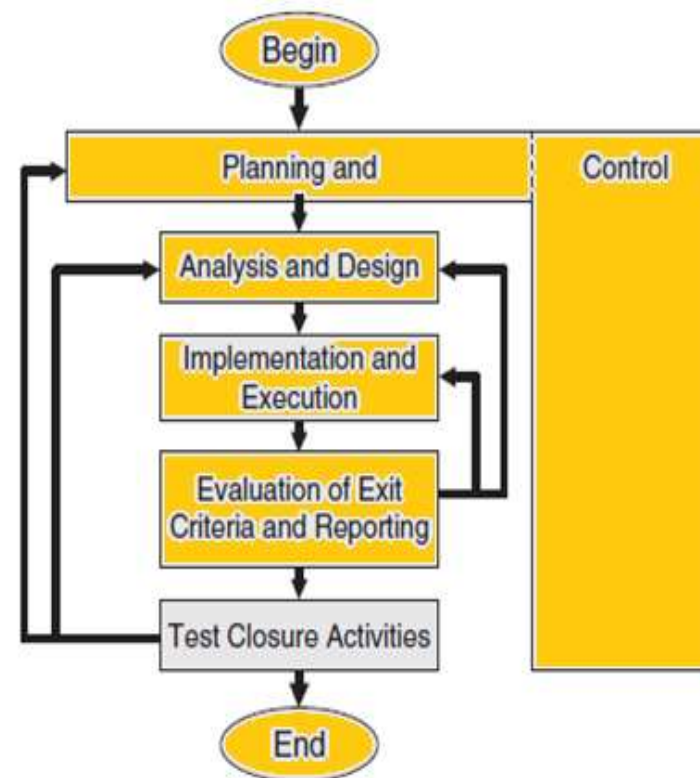 Begin
Planning and
Control
Analysis and Design
Implementation and
Execution
Evaluation of Exit
Criteria and Reporting
Test Closure Activities
End